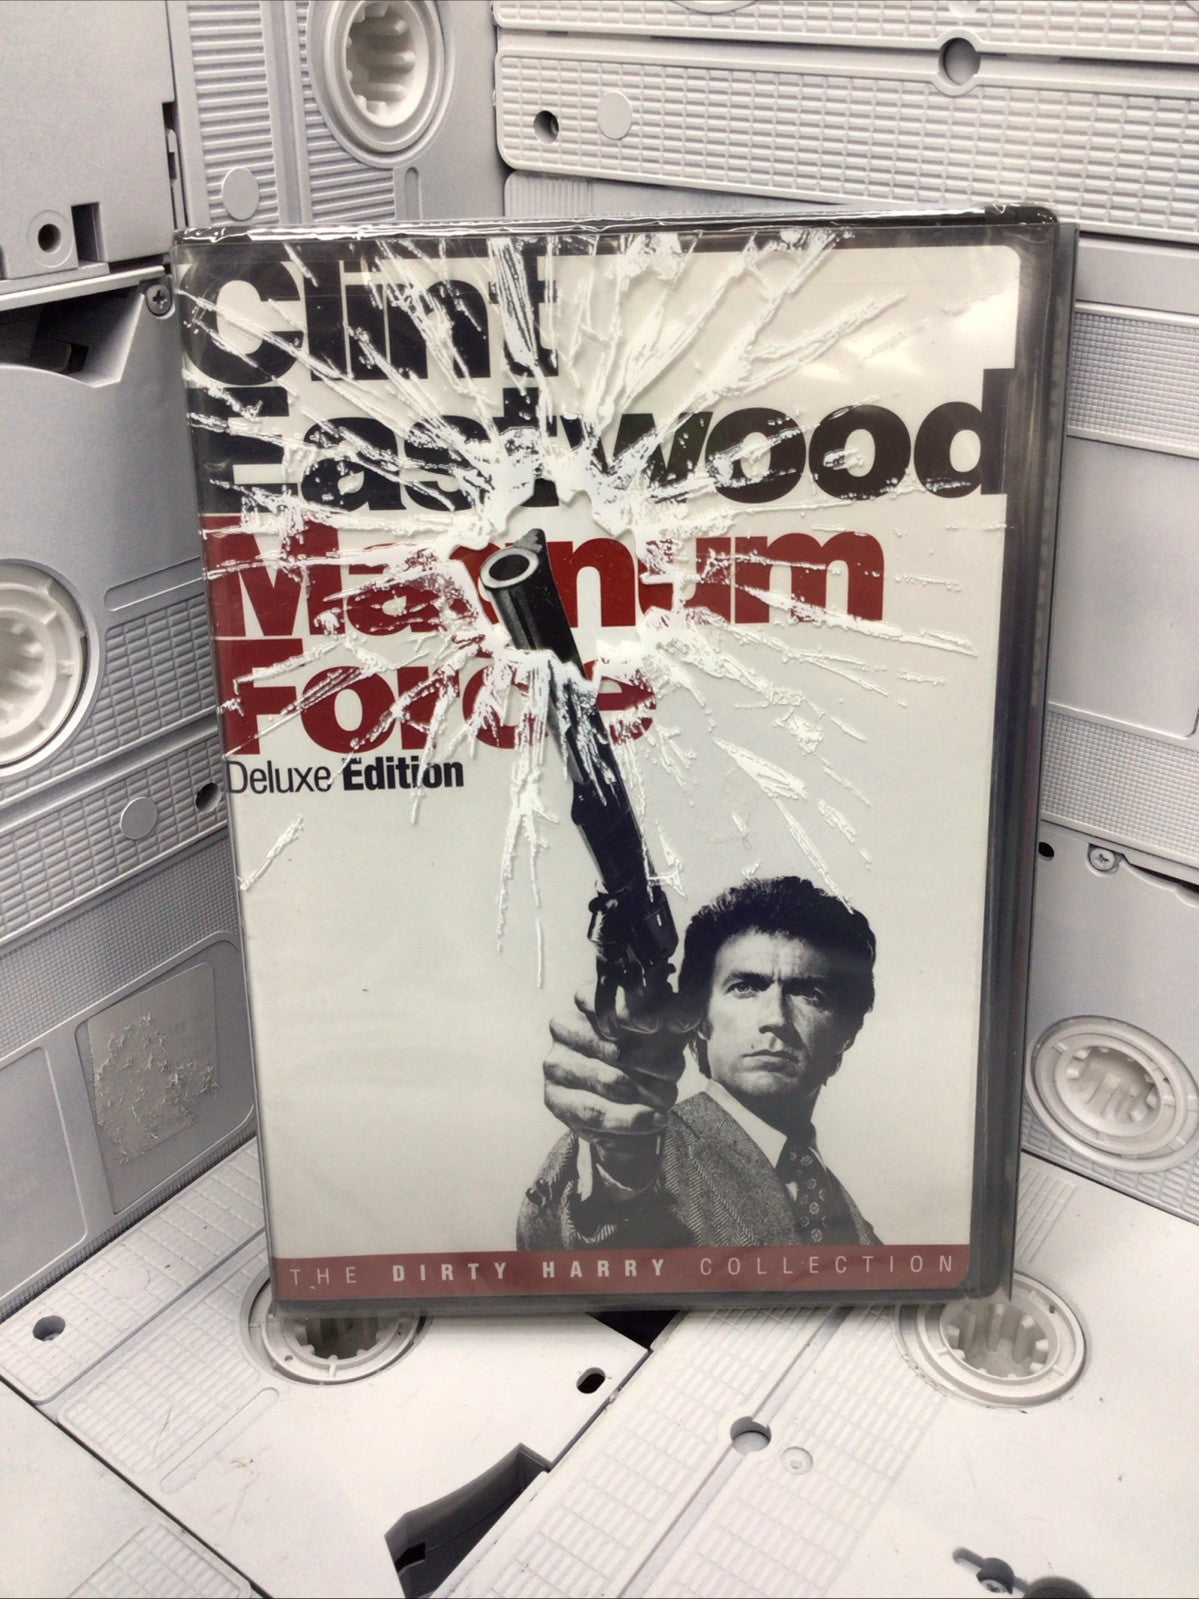 Clint
Eastwood
Magnum
Force
Deluxe Edition
THE DIRTY HARRY COLLECTION